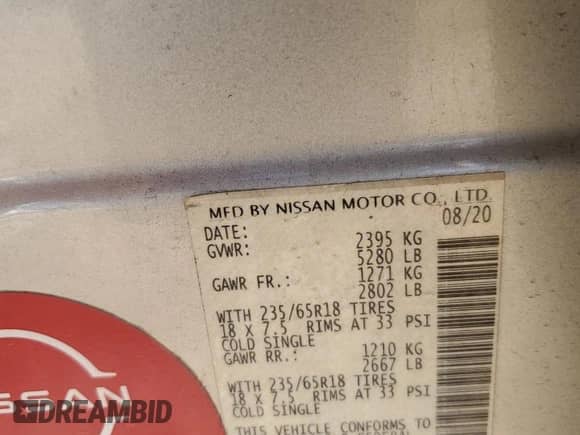 MFD BY NISSAN MOTOR CO., LTD.
DATE: 08/20
GVWR: 2395 KG
5280 LB
GAWR FR.: 1271 KG
2802 LB
WITH 235/65R18 TIRES
18 X 7.5 RIMS AT 33 PSI
COLD SINGLE
GAWR RR.: 1210 KG
2667 LB
WITH 235/65R18 TIRES
18 X 7.5 RIMS AT 33 PSI
COLD SINGLE
THIS VEHICLE CONFORMS TO
SSAN
DREAMBID